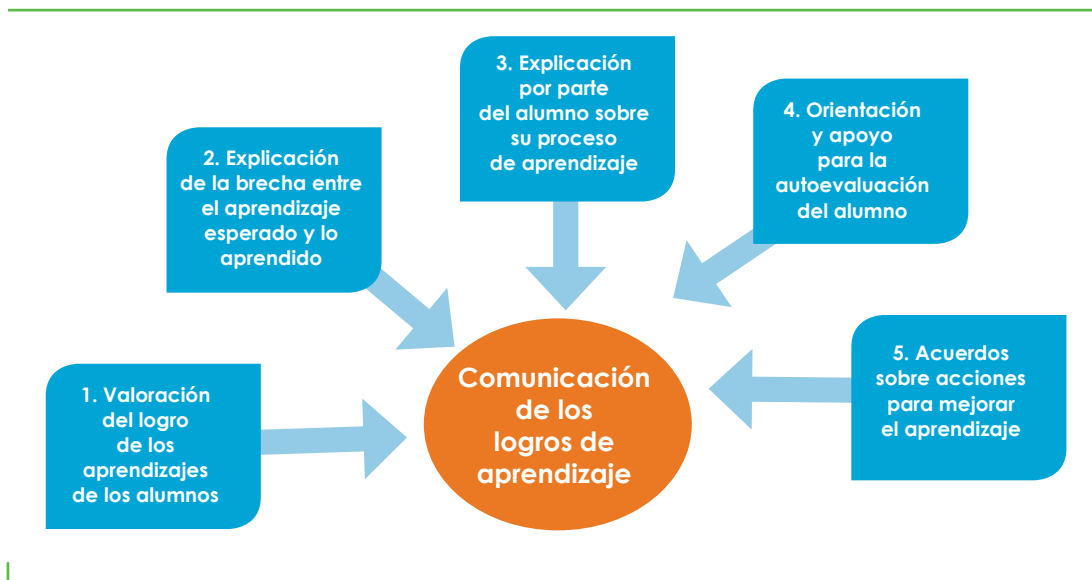 1. Valoración
del logro
de los
aprendizajes
de los alumnos
2. Explicación
de la brecha entre
el aprendizaje
esperado y lo
aprendido
3. Explicación
por parte
del alumno sobre
su proceso
de aprendizaje
4. Orientación
y apoyo
para la
autoevaluación
del alumno
5. Acuerdos
sobre acciones
para mejorar
el aprendizaje
Comunicación
de los
logros de
aprendizaje